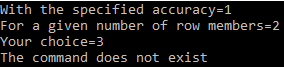 With the specified accuracy=1
For a given number of row members=2
Your choice=3
The command does not exist